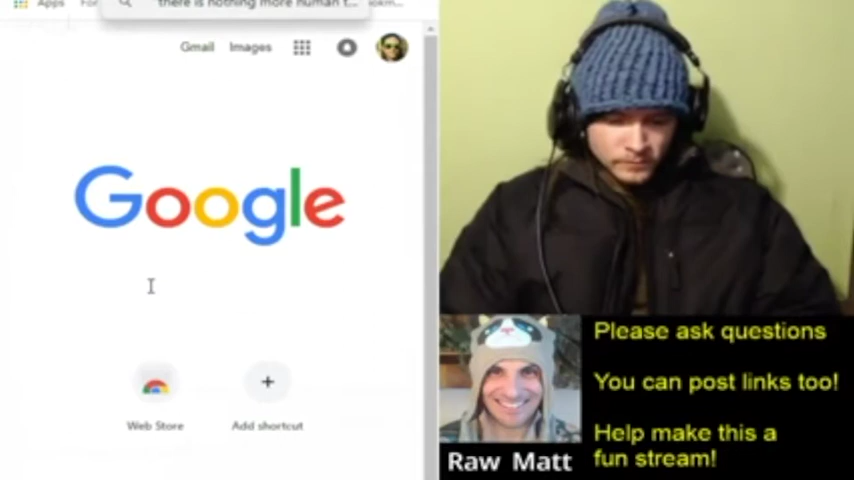 Apps
there is nothing more human t...
Gmail Images
Google
Web Store Add shortcut
Please ask questions
You can post links too!
Help make this a
fun stream!
Raw Matt